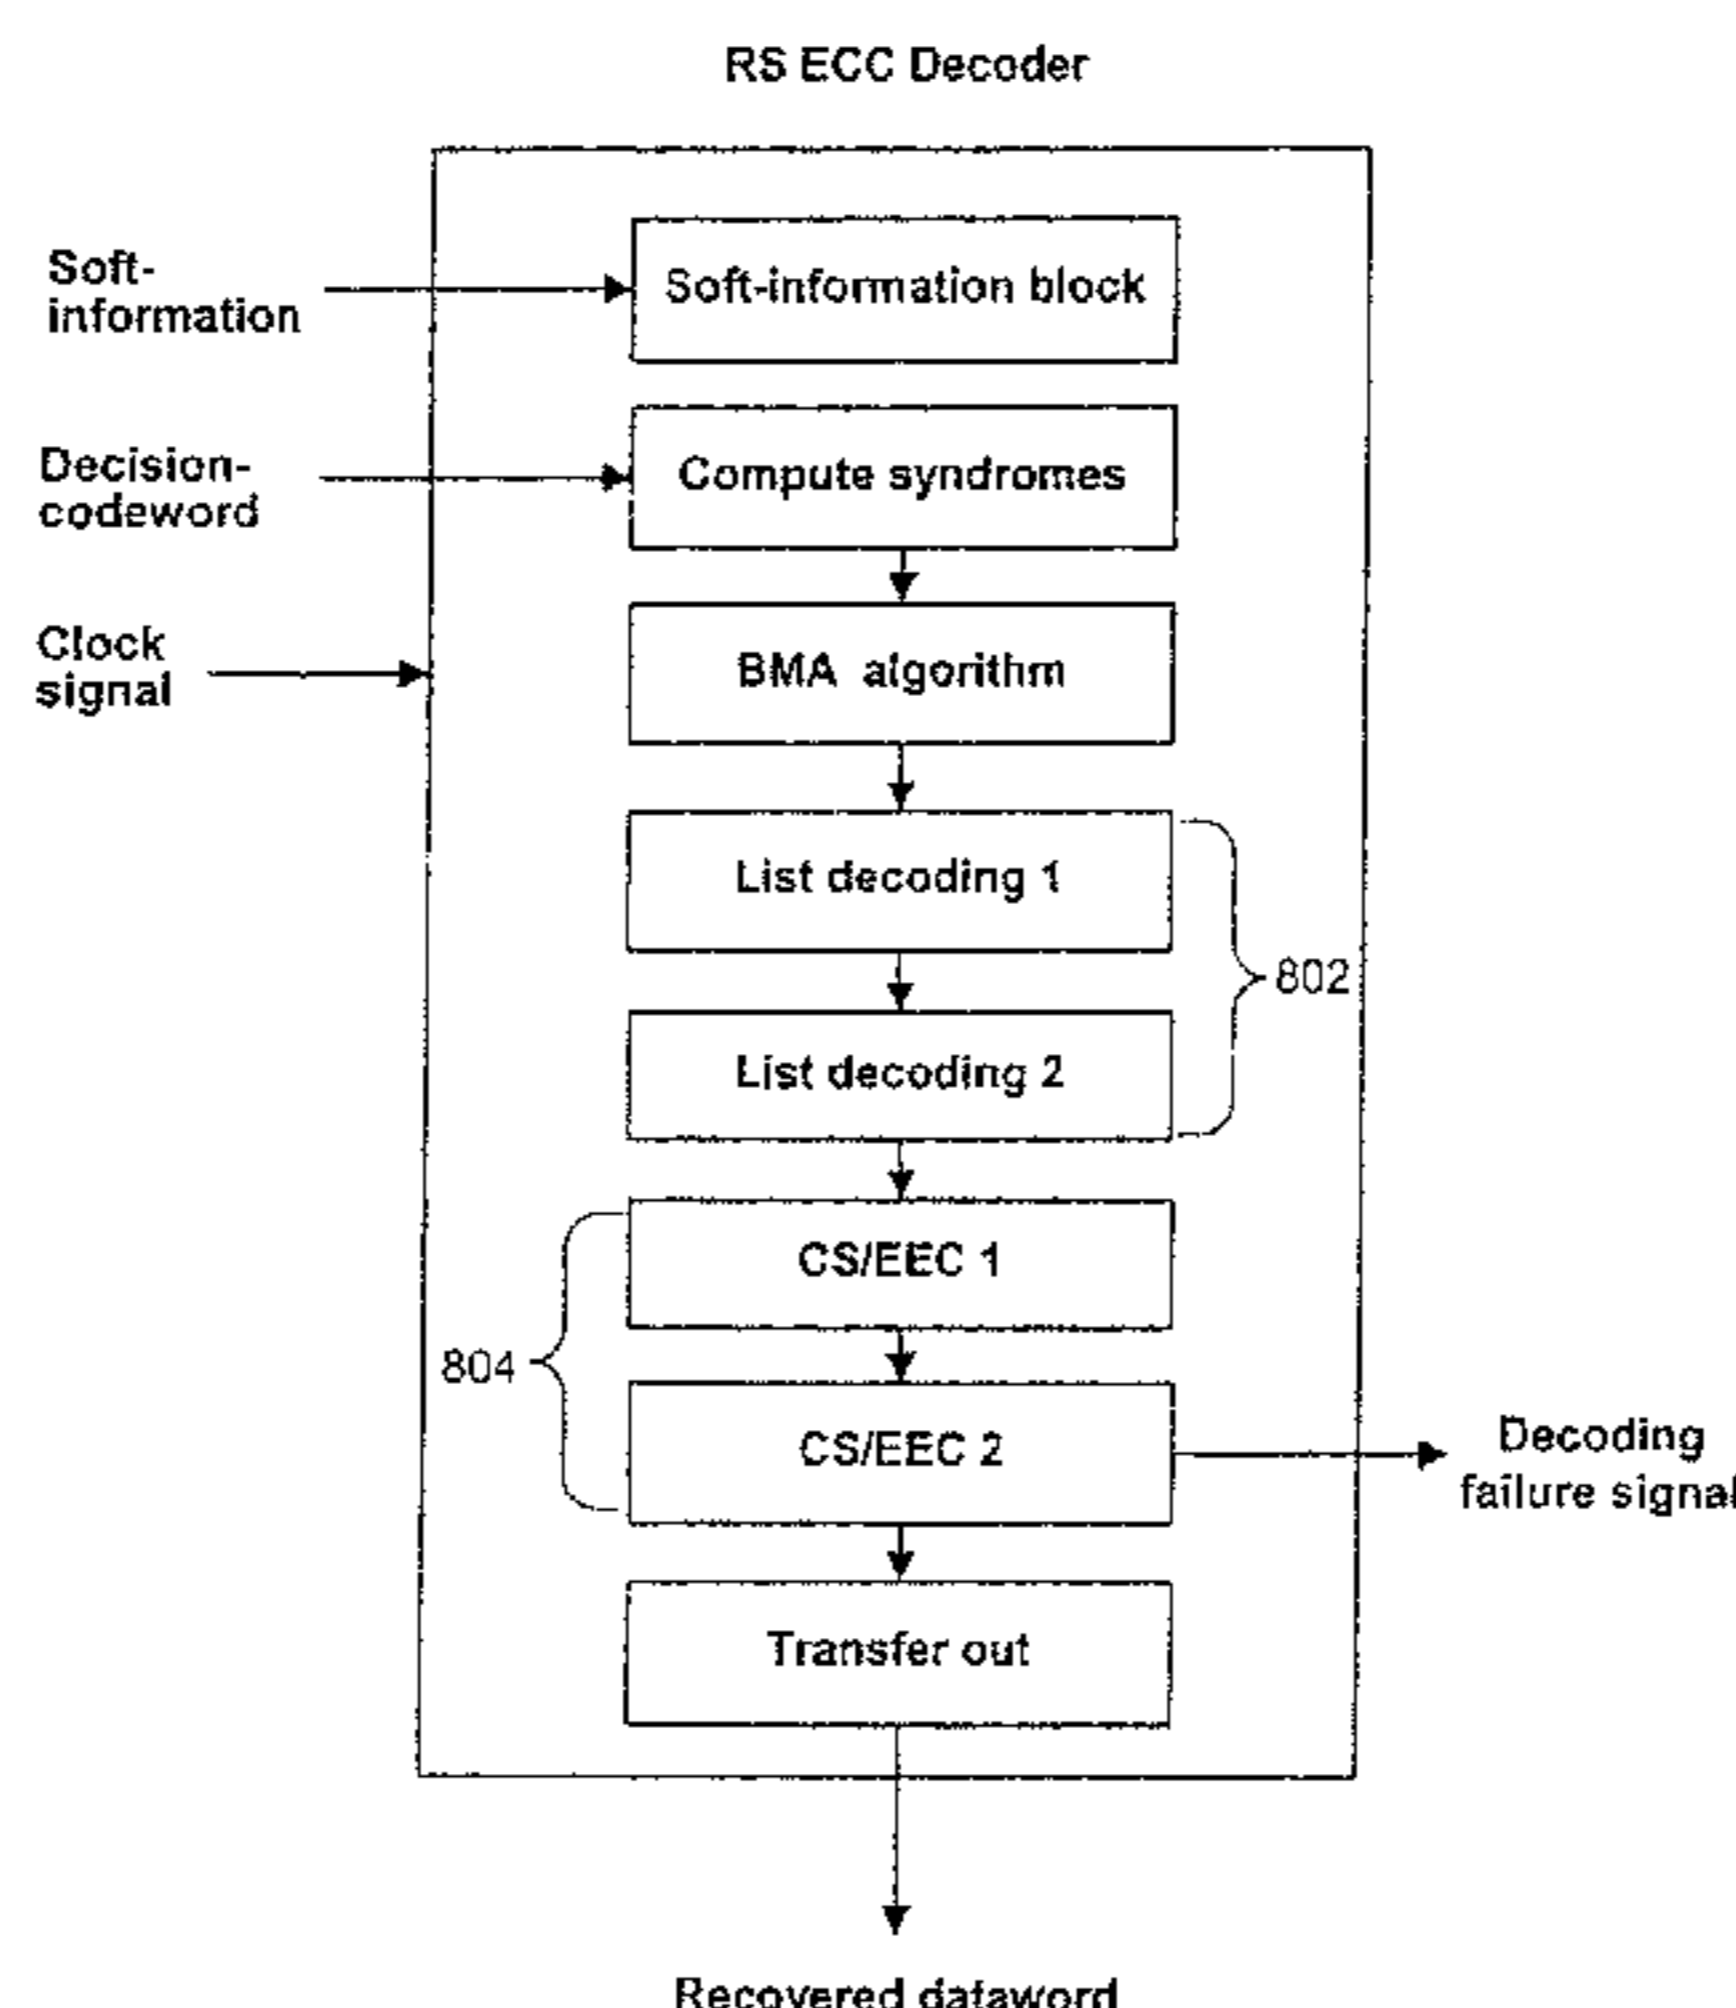 RS ECC Decoder
Soft-
information
Soft-information block
Decision-
codeword
Compute syndromes
Clock
signal
BMA algorithm
List decoding 1
802
List decoding 2
CS/EEC 1
804
CS/EEC 2
Decoding
failure signal
Transfer out
Recovered dataword